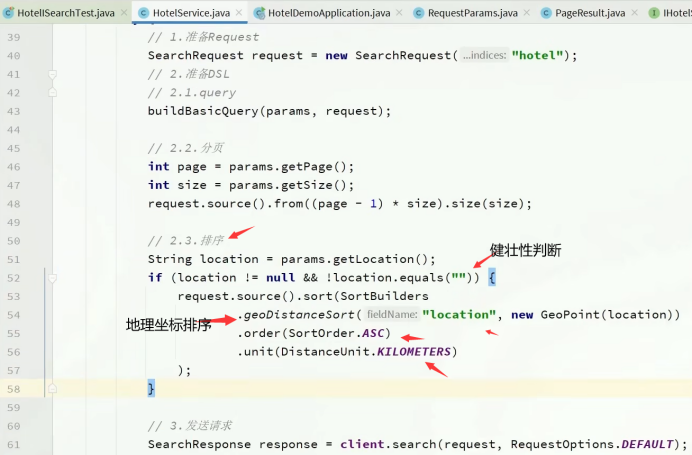 HotelISearchTest.java × HotelService.java × HotelDemoApplication.java × RequestParams.java × PageResult.java × IHotelS
39 // 1.准备Request
40 SearchRequest request = new SearchRequest( ...indices: "hotel");
41 // 2.准备DSL
42 // 2.1.query
43 buildBasicQuery(params, request);
44
45 // 2.2.分页
46 int page = params.getPage();
47 int size = params.getSize();
48 request.source().from((page - 1) * size).size(size);
49
50 // 2.3.排序
51 String location = params.getLocation();
健壮性判断
52 if (location != null && !location.equals("")) {
53 request.source().sort(SortBuilders
地理坐标排序
54 .geoDistanceSort( fieldName: "location", new GeoPoint(location))
55 .order(SortOrder.ASC)
56 .unit(DistanceUnit.KILOMETERS)
57 );
58 }
59
60 // 3.发送请求
61 SearchResponse response = client.search(request, RequestOptions.DEFAULT);